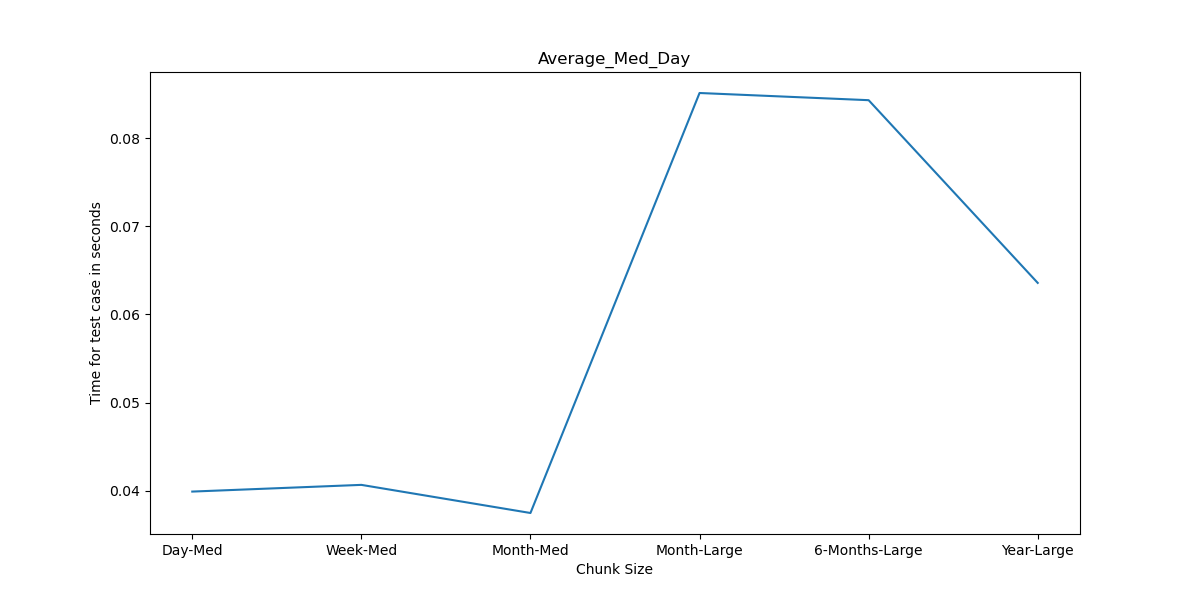 Average_Med_Day
Time for test case in seconds
0.08
0.07
0.06
0.05
0.04
Day-Med
Week-Med
Month-Med
Month-Large
6-Months-Large
Year-Large
Chunk Size